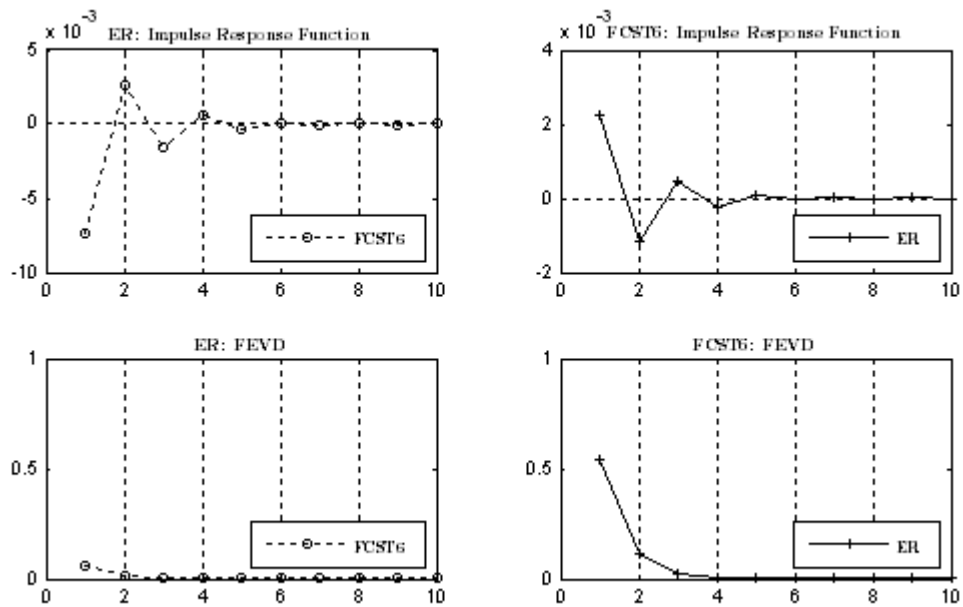 x 10^-3
ER: Impulse Response Function
5
0
-5
-10
0 2 4 6 8 10
FCST6
x 10^-3
FCST6: Impulse Response Function
4
2
0
-2
0 2 4 6 8 10
ER
ER: FEVD
1
0.5
0
0 2 4 6 8 10
FCST6
FCST6: FEVD
1
0.5
0
0 2 4 6 8 10
ER